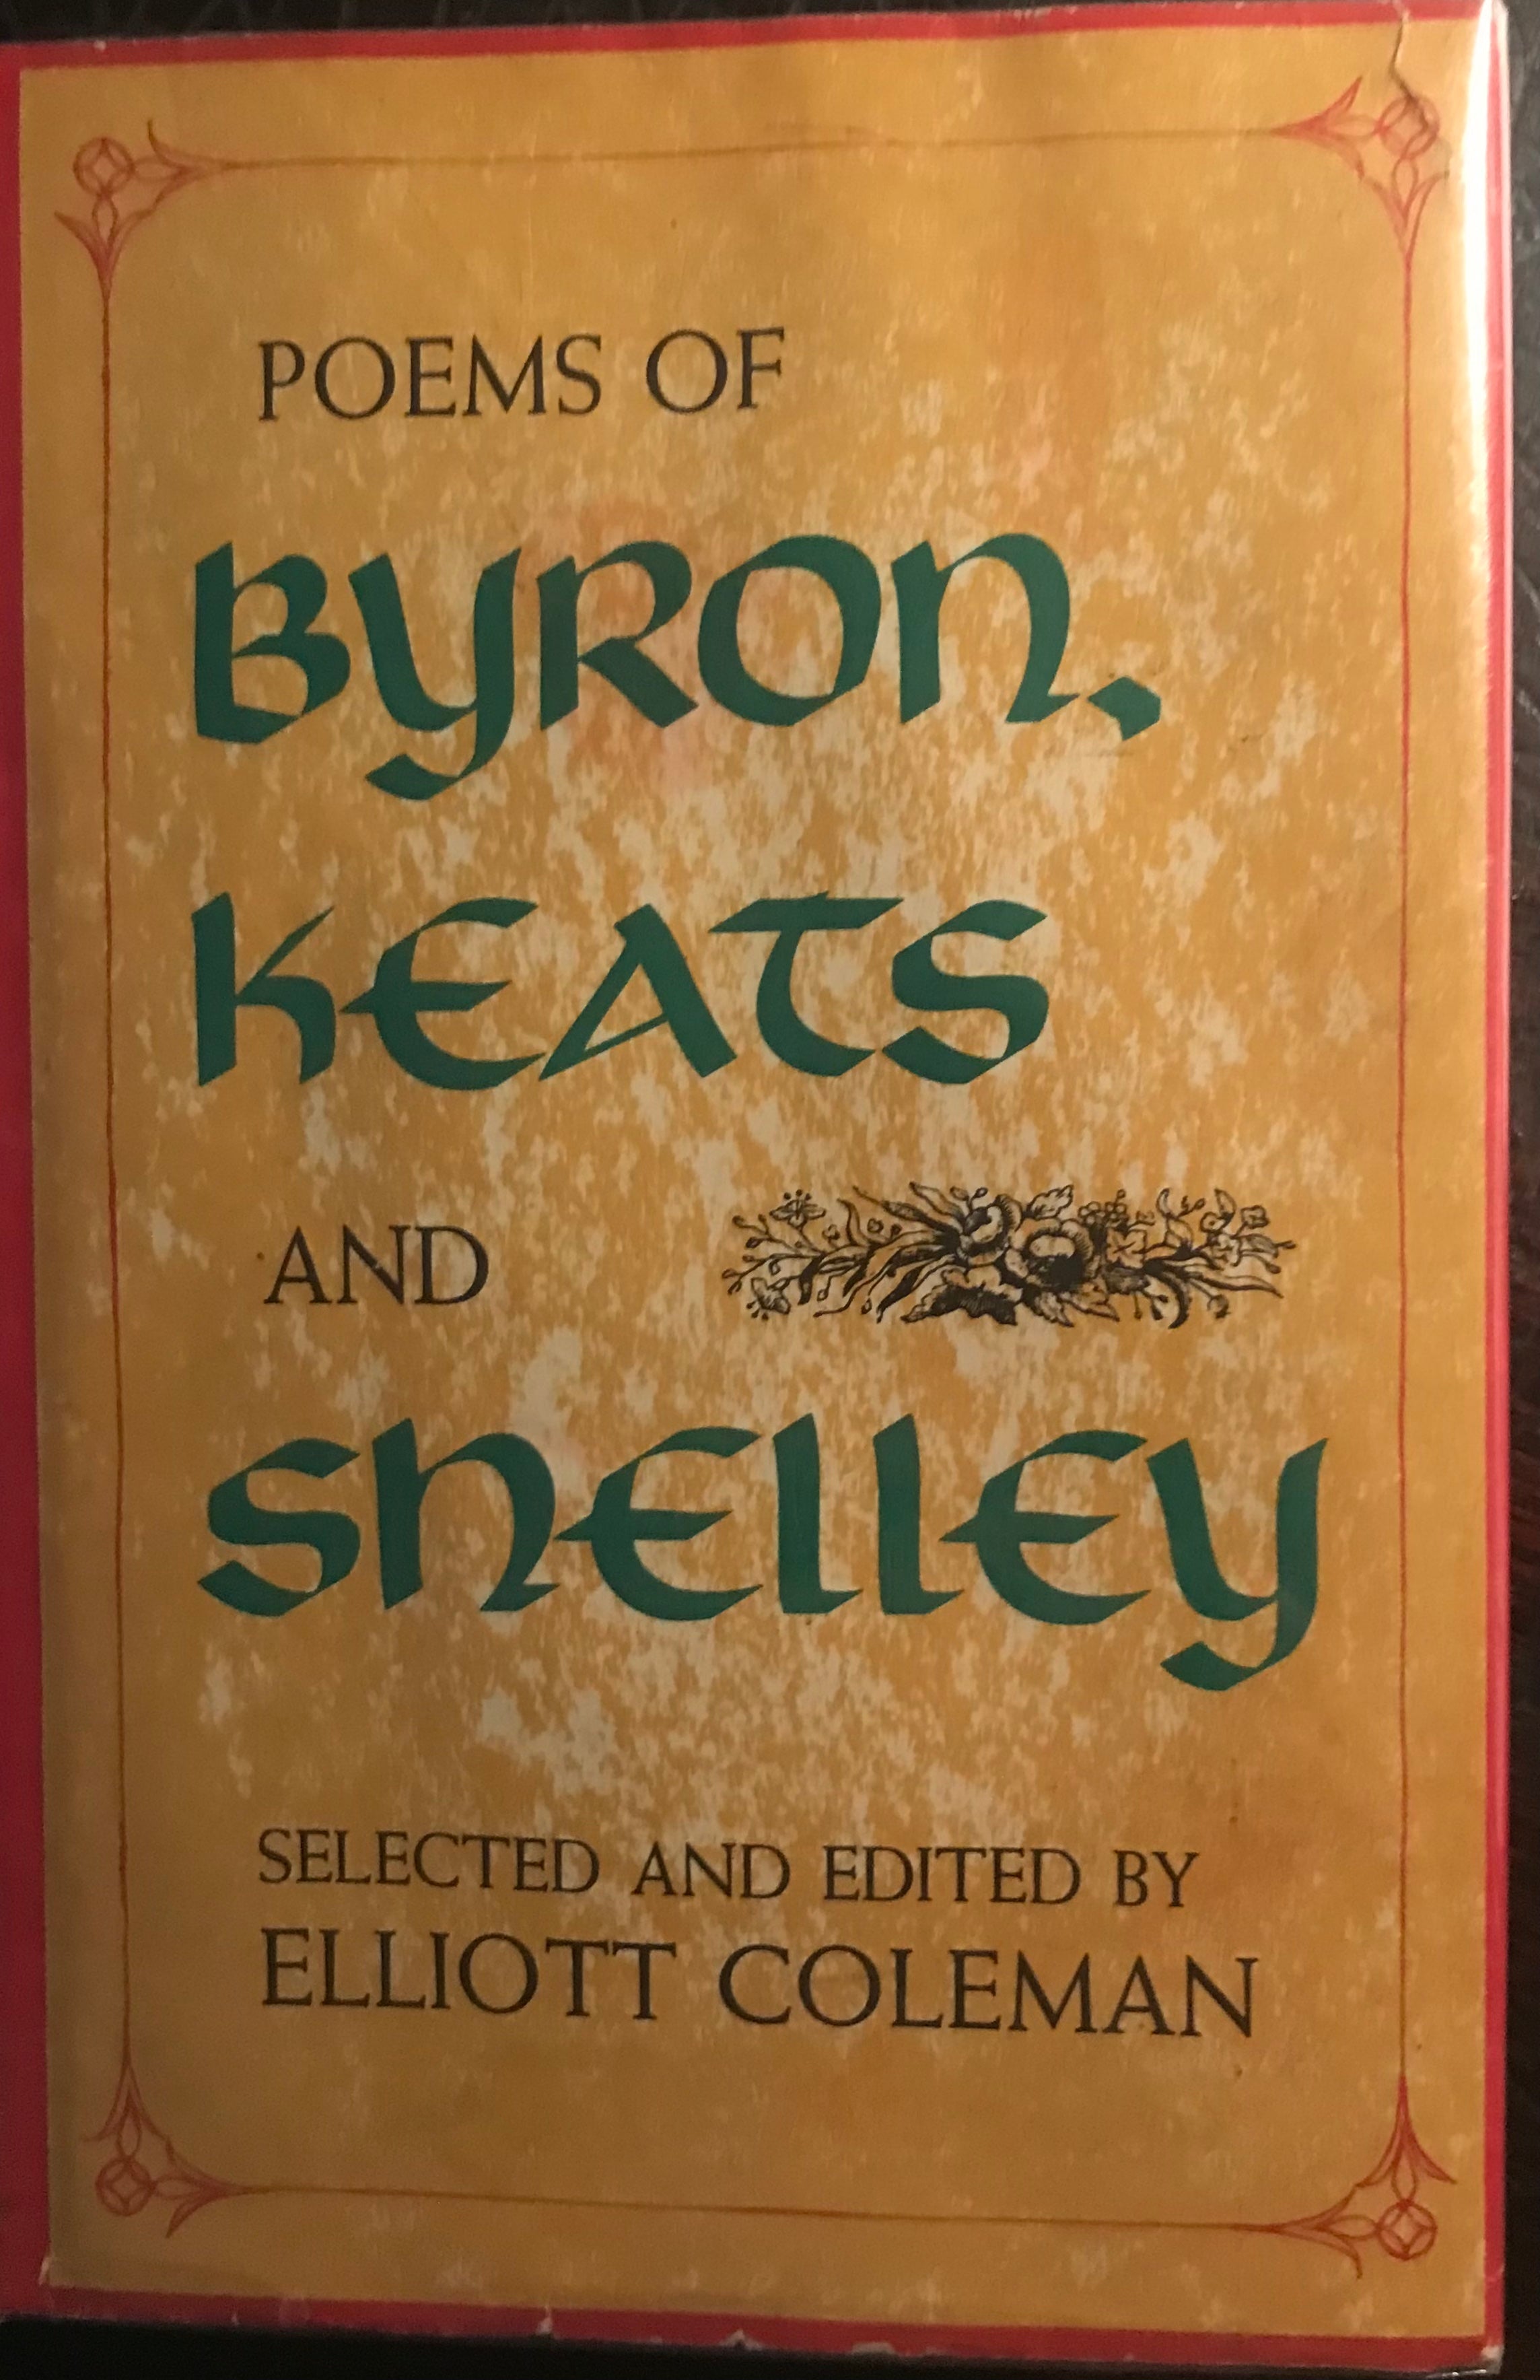 POEMS OF
BYRON,
KEATS
AND
SHELLEY
SELECTED AND EDITED BY
ELLIOTT COLEMAN